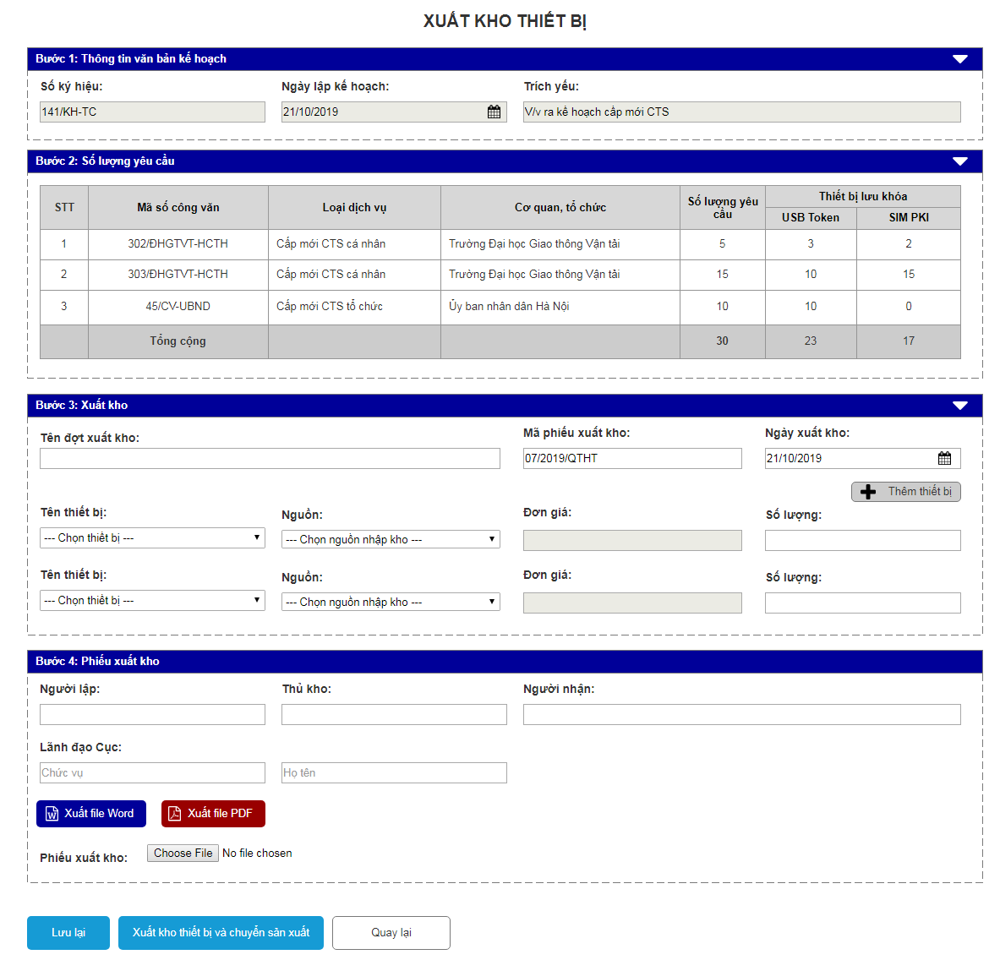 XUẤT KHO THIẾT BỊ
Bước 1: Thông tin văn bản kế hoạch
Số ký hiệu: Ngày lập kế hoạch: Trích yếu:
141/KH-TC 21/10/2019 V/v ra kế hoạch cấp mới CTS
Bước 2: Số lượng yêu cầu
STT Mã số công văn Loại dịch vụ Cơ quan, tổ chức Số lượng yêu cầu Thiết bị lưu khóa
USB Token SIM PKI
1 302/ĐHGTVT-HCTH Cấp mới CTS cá nhân Trường Đại học Giao thông Vận tải 5 3 2
2 303/ĐHGTVT-HCTH Cấp mới CTS cá nhân Trường Đại học Giao thông Vận tải 15 10 15
3 45/CV-UBND Cấp mới CTS tổ chức Ủy ban nhân dân Hà Nội 10 10 0
Tổng cộng 30 23 17
Bước 3: Xuất kho
Tên đợt xuất kho: Mã phiếu xuất kho: Ngày xuất kho:
07/2019/QTHT 21/10/2019
Thêm thiết bị
Tên thiết bị: Nguồn: Đơn giá: Số lượng:
--- Chọn thiết bị --- --- Chọn nguồn nhập kho ---
Tên thiết bị: Nguồn: Đơn giá: Số lượng:
--- Chọn thiết bị --- --- Chọn nguồn nhập kho ---
Bước 4: Phiếu xuất kho
Người lập: Thủ kho: Người nhận:
Lãnh đạo Cục:
Chức vụ Họ tên
Xuất file Word Xuất file PDF
Phiếu xuất kho: Choose File No file chosen
Lưu lại Xuất kho thiết bị và chuyển sản xuất Quay lại